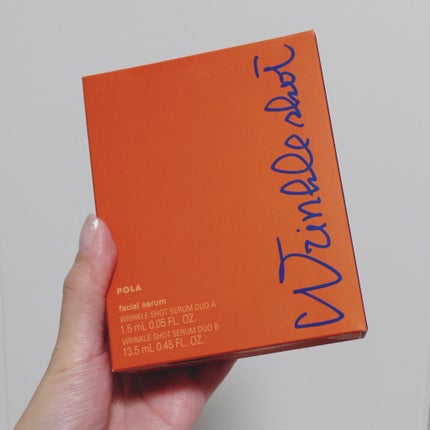 Wrinkle shot
POLA
facial serum
WRINKLE SHOT SERUM DUO A
1.5 mL 0.05 FL. OZ.
WRINKLE SHOT SERUM DUO B
13.5 mL 0.45 FL. OZ.